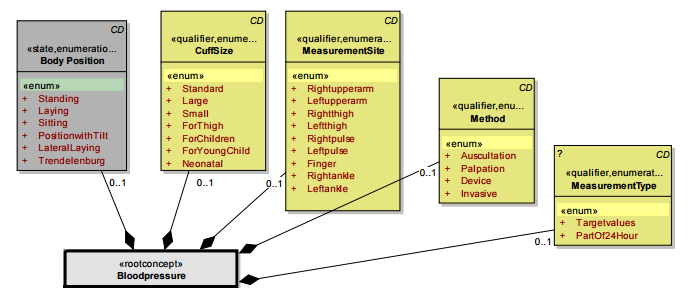 CD
«state,enumeratio...
Body Position
«enum»
+ Standing
+ Laying
+ Sitting
+ PositionwithTilt
+ LateralLaying
+ Trendelenburg
0..1
CD
«qualifier,enume...
CuffSize
«enum»
+ Standard
+ Large
+ Small
+ ForThigh
+ ForChildren
+ ForYoungChild
+ Neonatal
0..1
CD
«qualifier,enumera...
MeasurementSite
«enum»
+ Rightupperarm
+ Leftupperarm
+ Rightthigh
+ Leftthigh
+ Rightpulse
+ Leftpulse
+ Finger
+ Rightankle
+ Leftankle
0..1
CD
«qualifier,enu...
Method
«enum»
+ Auscultation
+ Palpation
+ Device
+ Invasive
0..1
? CD
«qualifier,enumerat...
MeasurementType
«enum»
+ Targetvalues
+ PartOf24Hour
0..1
«rootconcept»
Bloodpressure